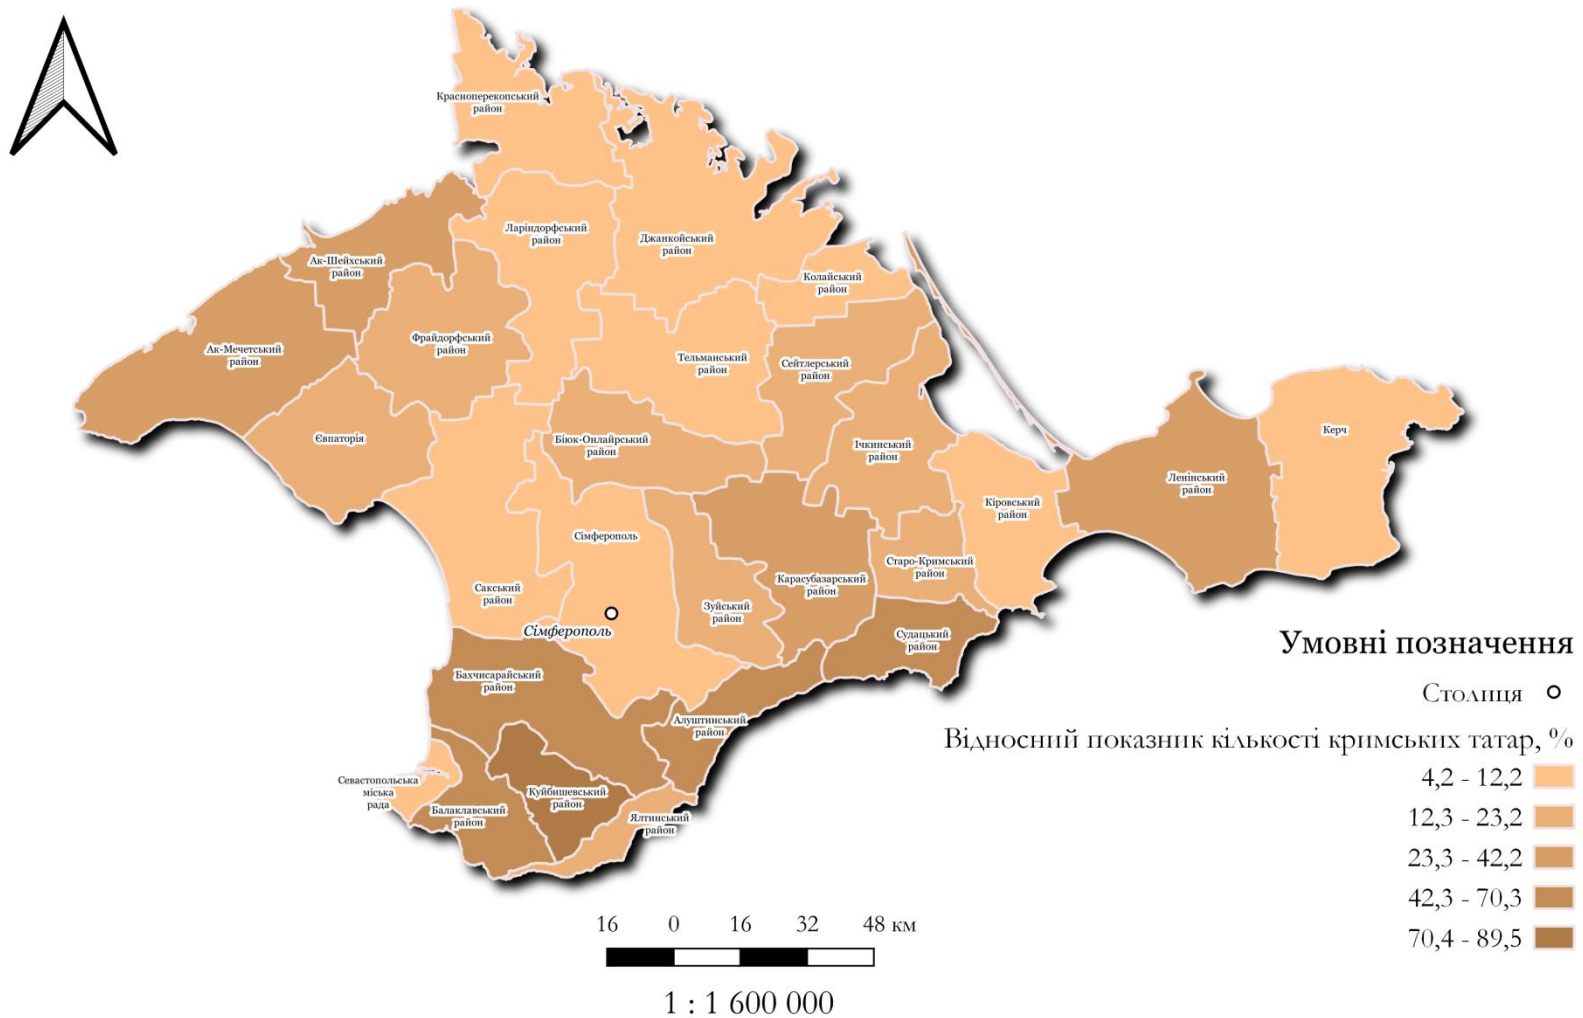 Красноперекопський
район
Ларіндорфський
район
Джанкойський
район
Ак-Шейхський
район
Колайський
район
Фрайдорфський
район
Ак-Мечетський
район
Тельманський
район
Сейтлерський
район
Євпаторія
Біюк-Онлайрський
район
Ічкинський
район
Керч
Ленінський
район
Кіровський
район
Сімферополь
Сакський
район
Старо-Кримський
район
Карасубазарський
район
Зуйський
район
Сімферополь
Судацький
район
Бахчисарайський
район
Алуштинський
район
Севастопольська
міська
рада
Куйбишевський
район
Балаклавський
район
Ялтинський
район
Умовні позначення
Столиця
Відносний показник кількості кримських татар, %
4,2 - 12,2
12,3 - 23,2
23,3 - 42,2
42,3 - 70,3
70,4 - 89,5
16 0 16 32 48 км
1 : 1 600 000